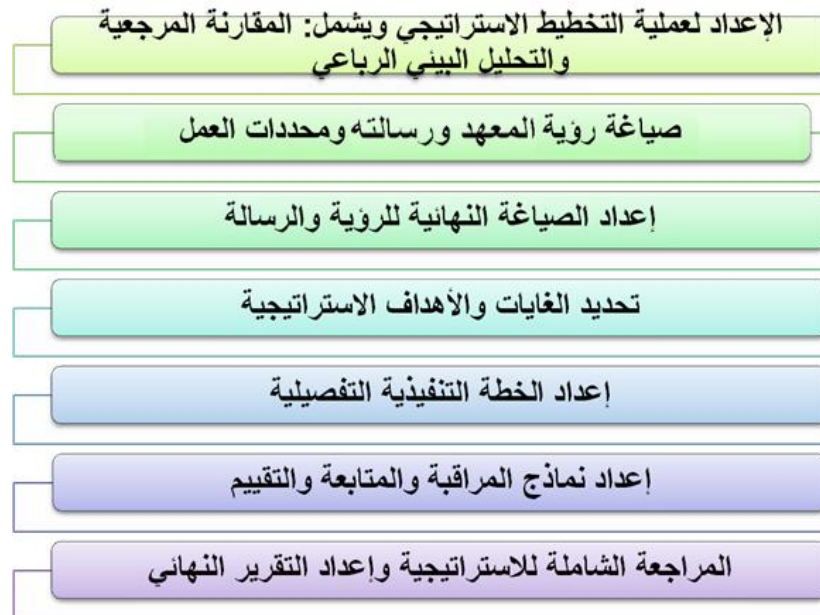 الإعداد لعملية التخطيط الاستراتيجي ويشمل: المقارنة المرجعية
والتحليل البيئي الرباعي
صياغة رؤية المعهد ورسالته ومحددات العمل
إعداد الصياغة النهائية للرؤية والرسالة
تحديد الغايات والأهداف الاستراتيجية
إعداد الخطة التنفيذية التفصيلية
إعداد نماذج المراقبة والمتابعة والتقييم
المراجعة الشاملة للاستراتيجية وإعداد التقرير النهائي